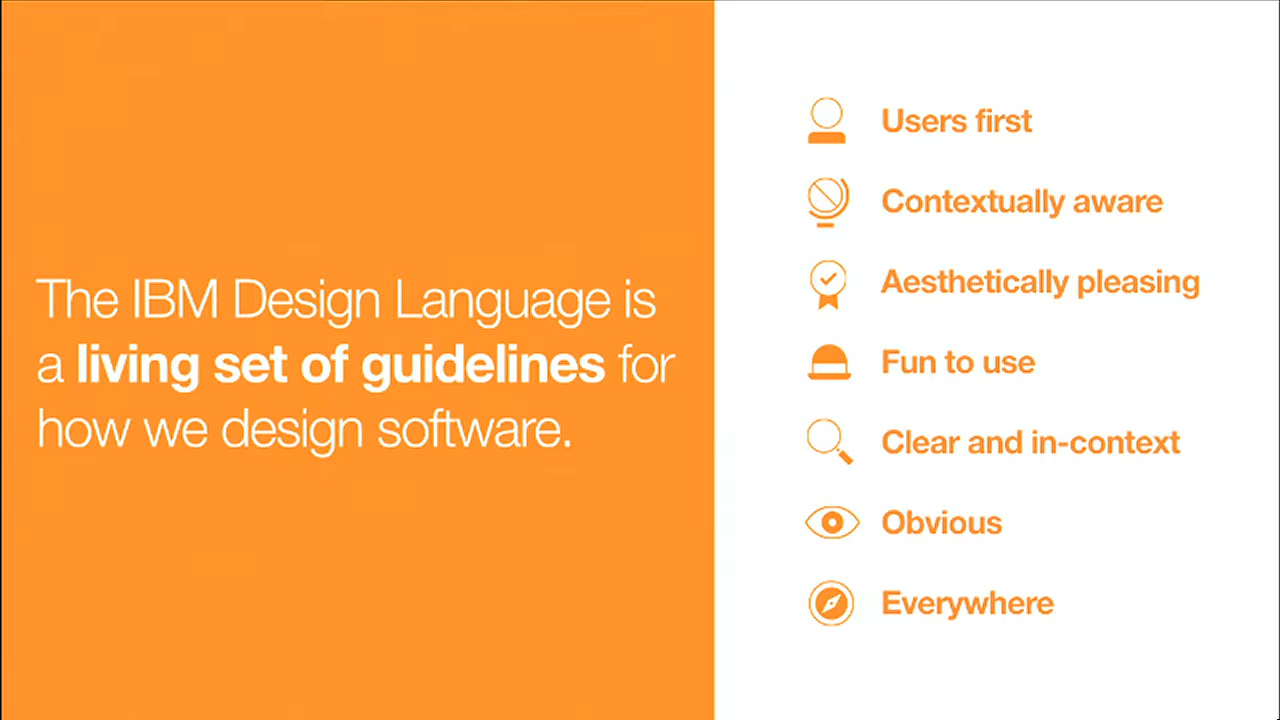 The IBM Design Language is
a living set of guidelines for
how we design software.
Users first
Contextually aware
Aesthetically pleasing
Fun to use
Clear and in-context
Obvious
Everywhere